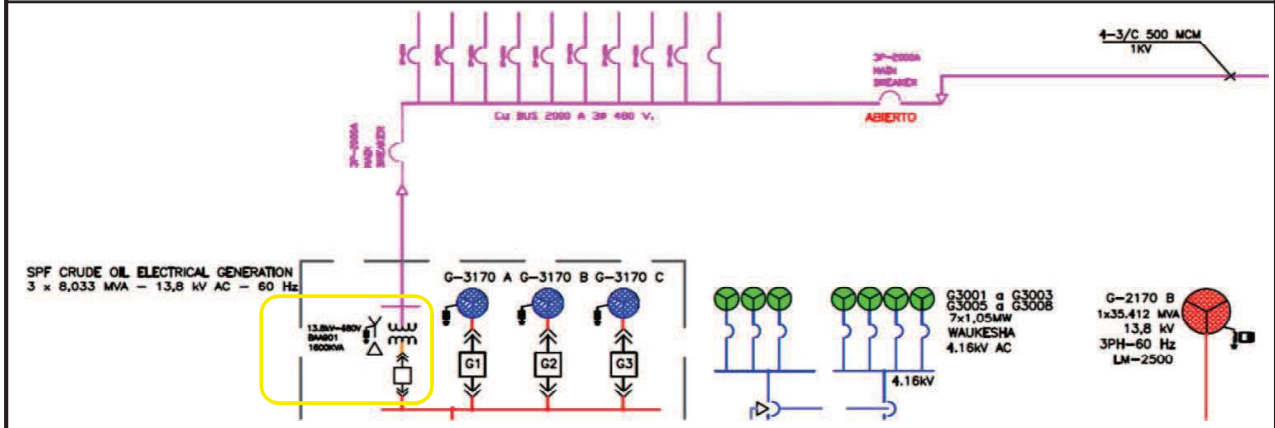 4-3/C 500 MCM
1KV
3P-2000A
MAIN
BREAKER
ABIERTO
Cu BUS 2000 A 3ø 480 V.
3P-2000A
MAIN
BREAKER
SPF CRUDE OIL ELECTRICAL GENERATION
3 x 8,033 MVA - 13,8 kV AC - 60 Hz
G-3170 A G-3170 B G-3170 C
13.8kV-480V
BAA901
1600KVA
G1
G2
G3
G3001 a G3003
G3005 a G3008
7x1,05MW
WAUKESHA
4.16kV AC
4.16kV
G-2170 B
1x35.412 MVA
13,8 kV
3PH-60 Hz
LM-2500